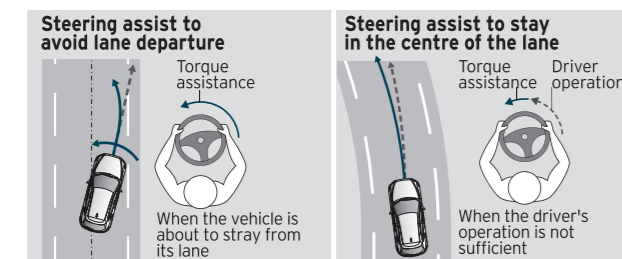 Steering assist to
avoid lane departure
Torque
assistance
When the vehicle is
about to stray from
its lane
Steering assist to stay
in the centre of the lane
Torque
assistance
Driver
operation
When the driver's
operation is not
sufficient